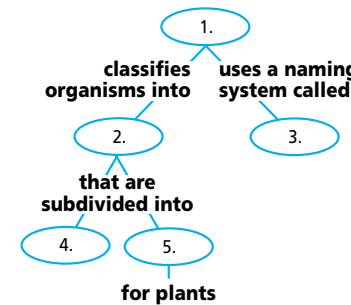 1.
classifies organisms into
uses a naming system called
2.
3.
that are
subdivided into
4.
5.
for plants